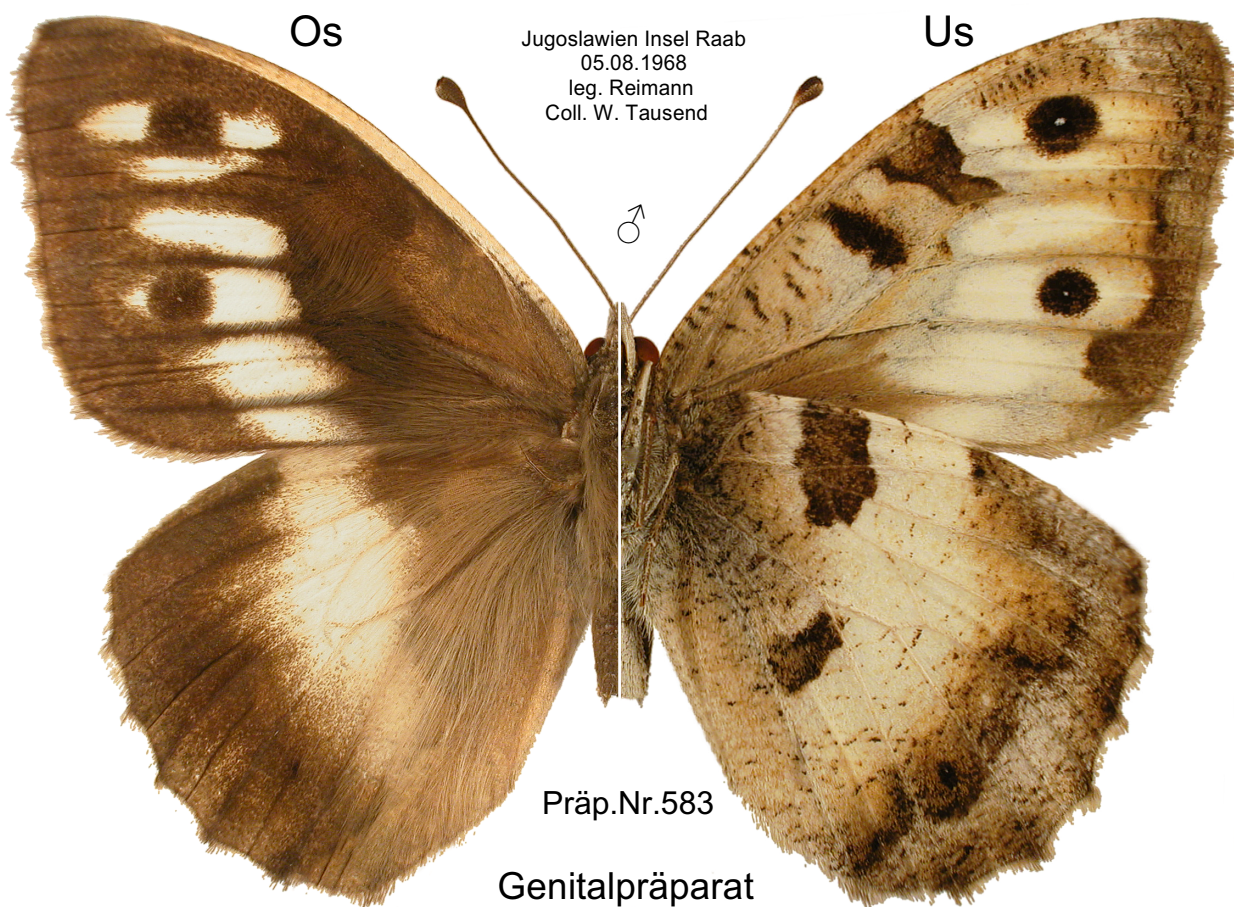 Os
Us
Jugoslawien Insel Raab
05.08.1968
leg. Reimann
Coll. W. Tausend
♂
Präp.Nr.583
Genitalpräparat